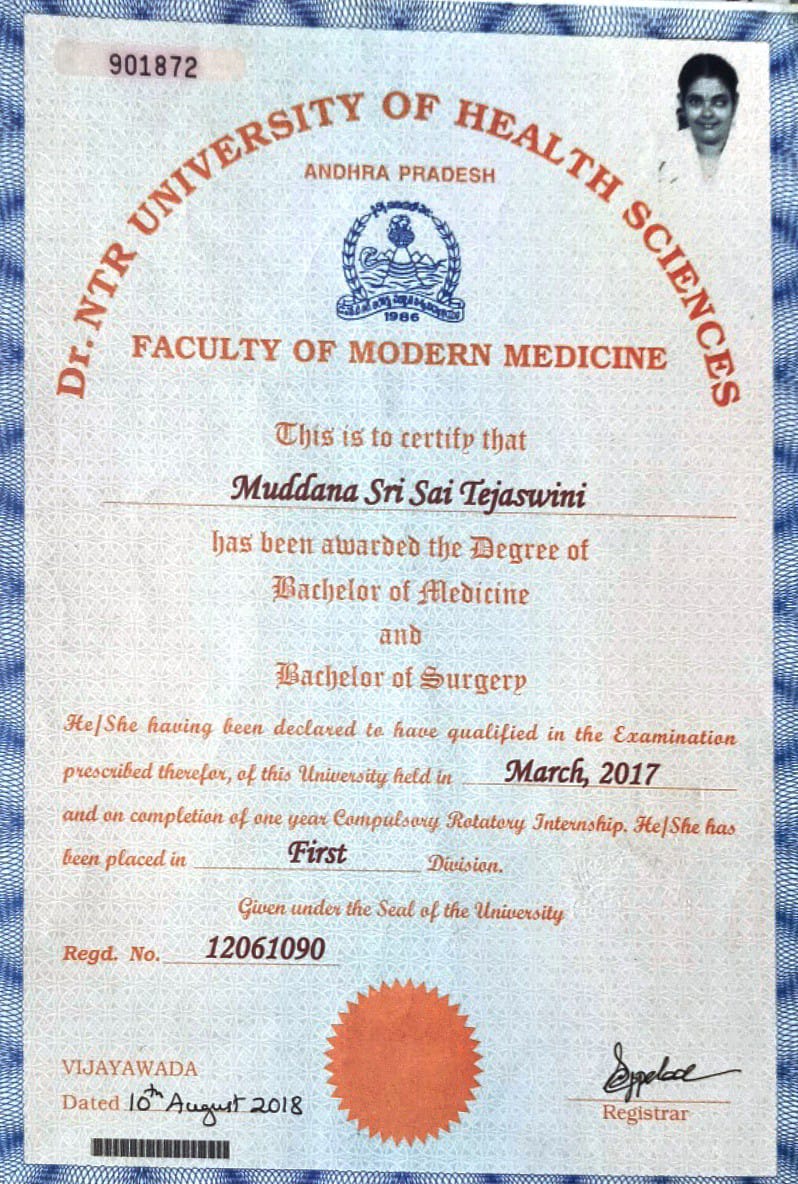 901872
Dr. NTR UNIVERSITY OF HEALTH SCIENCES
ANDHRA PRADESH
1986
FACULTY OF MODERN MEDICINE
This is to certify that
Muddana Sri Sai Tejaswini
has been awarded the Degree of
Bachelor of Medicine
and
Bachelor of Surgery
He/She having been declared to have qualified in the Examination
prescribed therefor, of this University held in March, 2017
and on completion of one year Compulsory Rotatory Internship. He/She has
been placed in First Division.
Given under the Seal of the University
Regd. No. 12061090
VIJAYAWADA
Dated 10th August 2018
Registrar